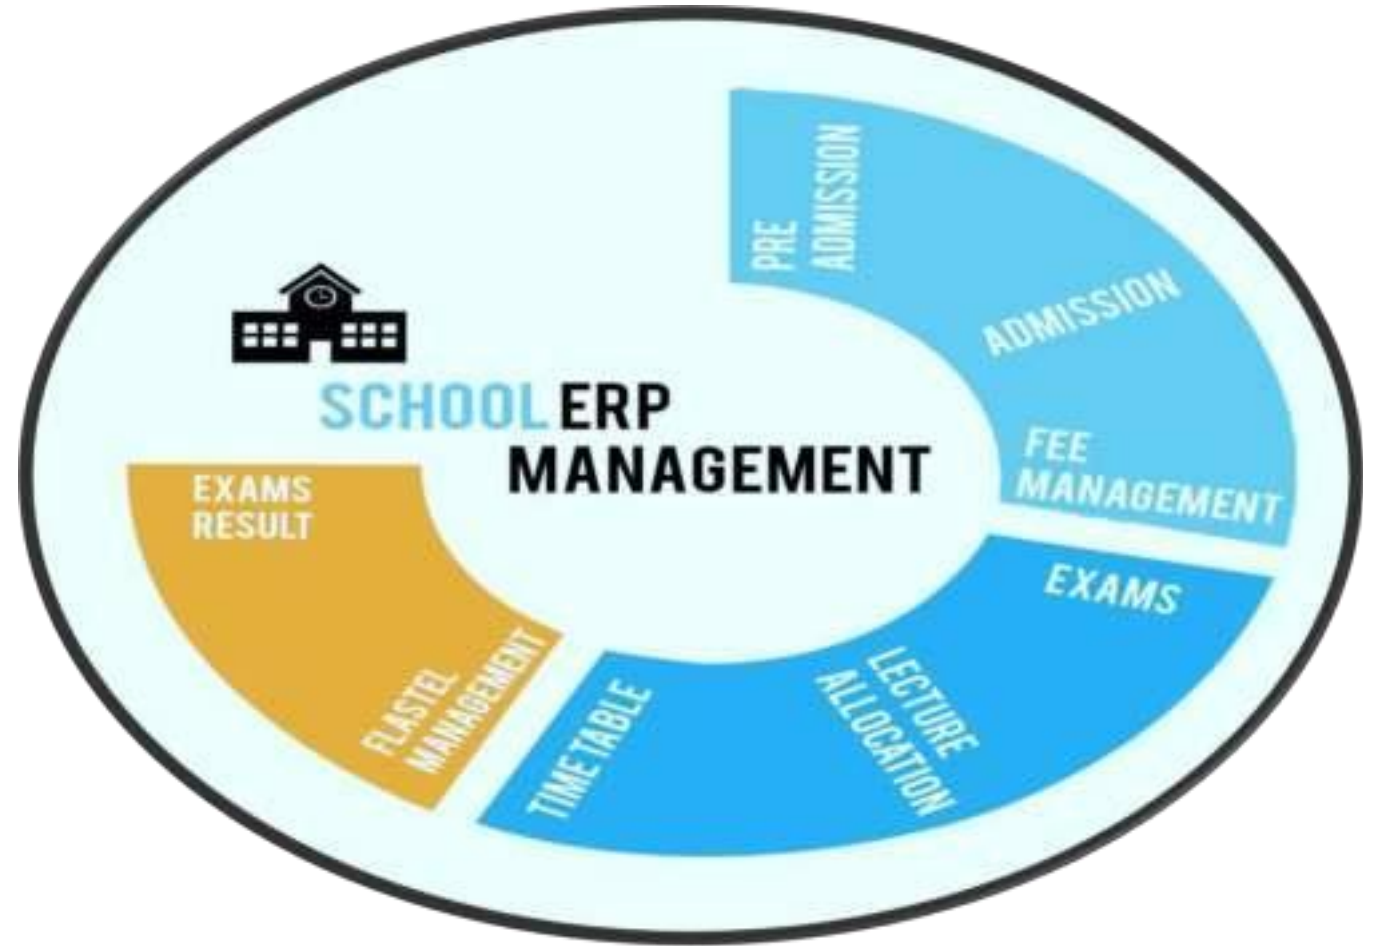 SCHOOL ERP
MANAGEMENT
PRE
ADMISSION
ADMISSION
FEE
MANAGEMENT
EXAMS
LECTURE
ALLOCATION
TIME TABLE
FLASTEL
MANAGEMENT
EXAMS
RESULT